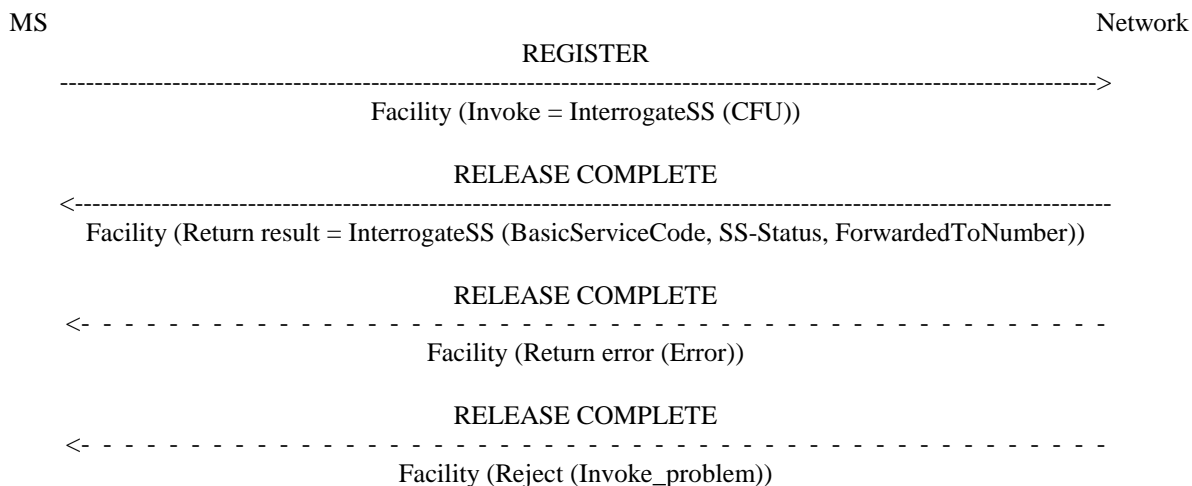 MS Network
REGISTER
Facility (Invoke = InterrogateSS (CFU))
RELEASE COMPLETE
Facility (Return result = InterrogateSS (BasicServiceCode, SS-Status, ForwardedToNumber))
RELEASE COMPLETE
Facility (Return error (Error))
RELEASE COMPLETE
Facility (Reject (Invoke_problem))